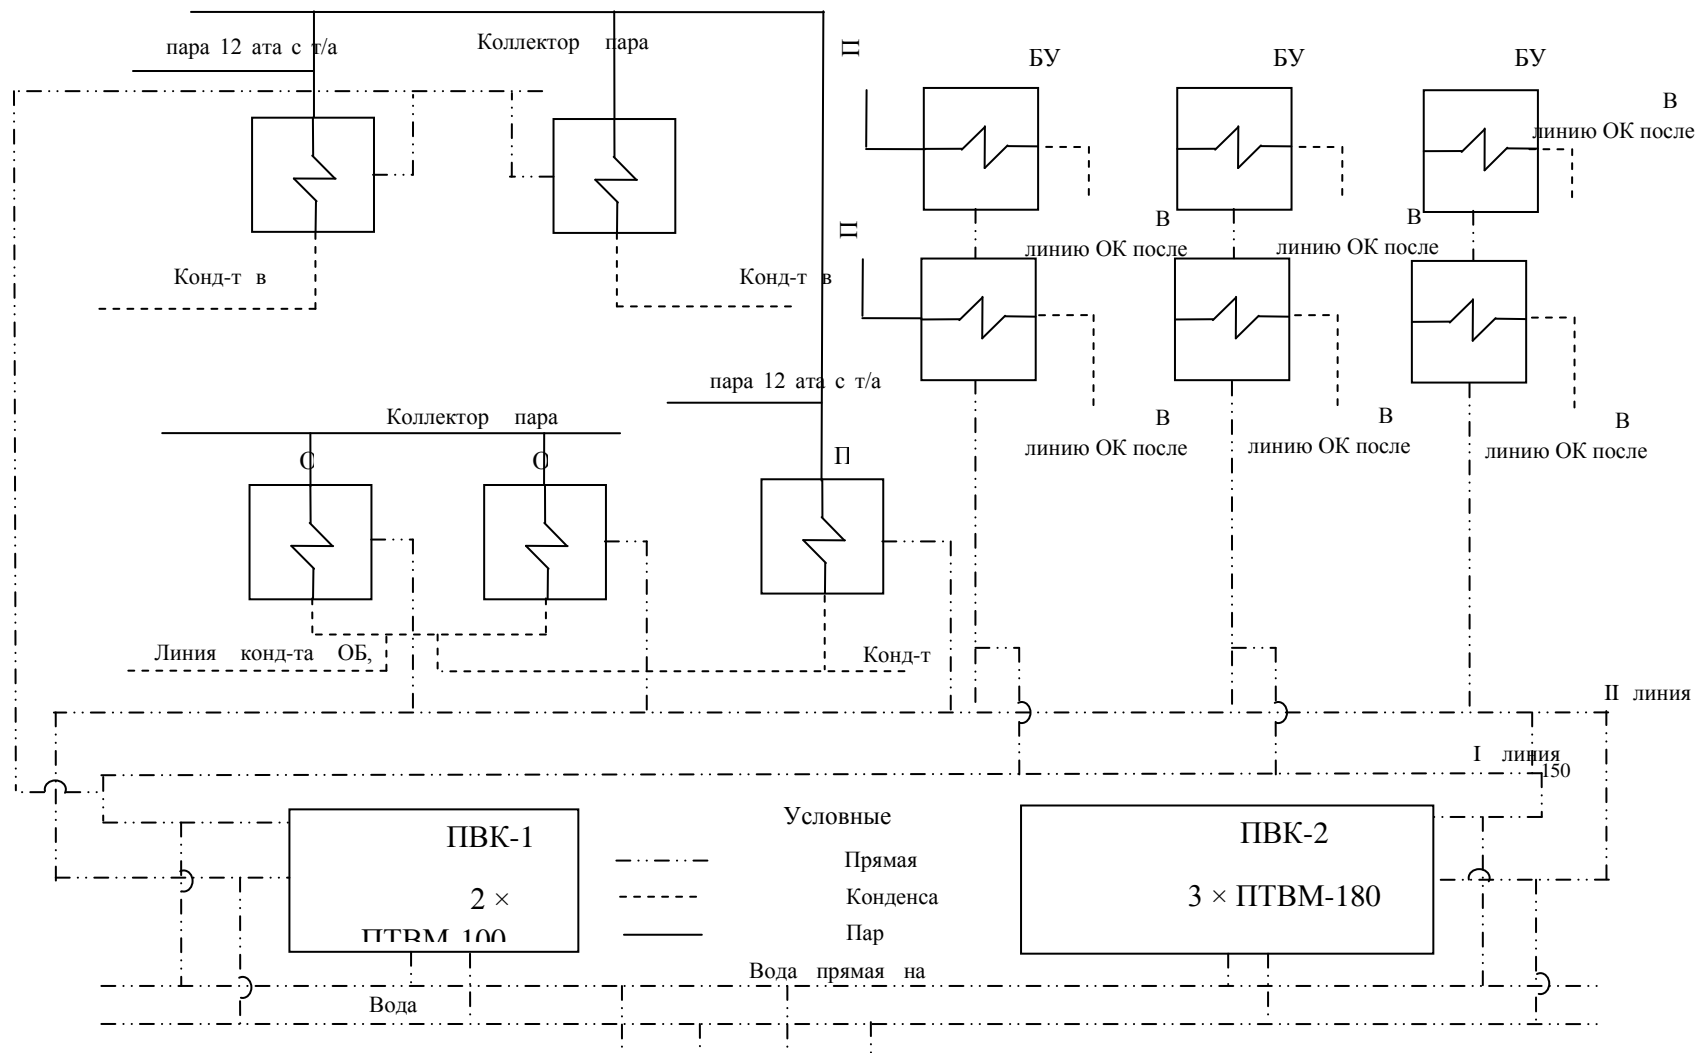 пара 12 ата с т/а
Коллектор пара
П
БУ
БУ
БУ
В
линию ОК после
П
В
линию ОК после
В
линию ОК после
Конд-т в
Конд-т в
пара 12 ата с т/а
Коллектор пара
О
О
П
В
линию ОК после
В
линию ОК после
В
линию ОК после
Линия конд-та ОБ,
Конд-т
II линия
I линия
150
Условные
ПВК-1
2 ×
ПТВМ-100
Прямая
Конденса
Пар
ПВК-2
3 × ПТВМ-180
Вода прямая на
Вода